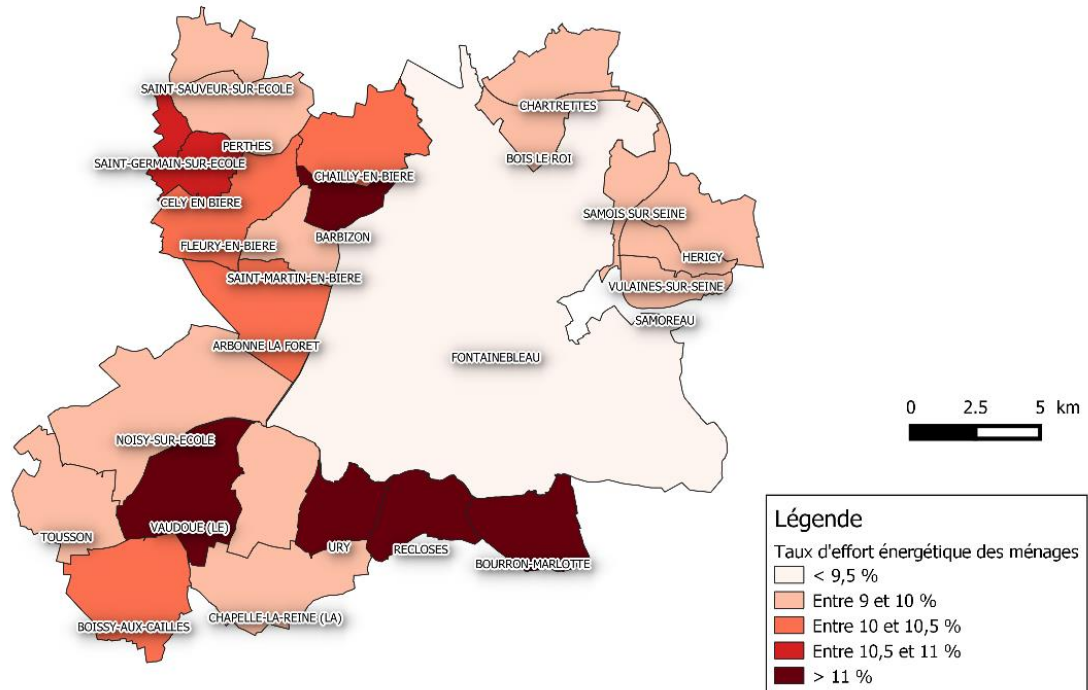 SAINT-SAUVEUR-SUR-ECOLE
CHARTRETTES
PERTHES
BOIS LE ROI
SAINT-GERMAIN-SUR-ECOLE
CHAILLY-EN-BIERE
CELY EN BIERE
SAMOIS SUR SEINE
BARBIZON
FLEURY-EN-BIERE
HERICY
SAINT-MARTIN-EN-BIERE
VULAINES-SUR-SEINE
SAMOREAU
ARBONNE LA FORET
FONTAINEBLEAU
0 2.5 5 km
NOISY-SUR-ECOLE
VAUDOUE (LE)
TOUSSON
URY
RECLOSES
BOURRON-MARLOTTE
CHAPELLE-LA-REINE (LA)
BOISSY-AUX-CAILLES
Légende
Taux d'effort énergétique des ménages
< 9,5 %
Entre 9 et 10 %
Entre 10 et 10,5 %
Entre 10,5 et 11 %
> 11 %